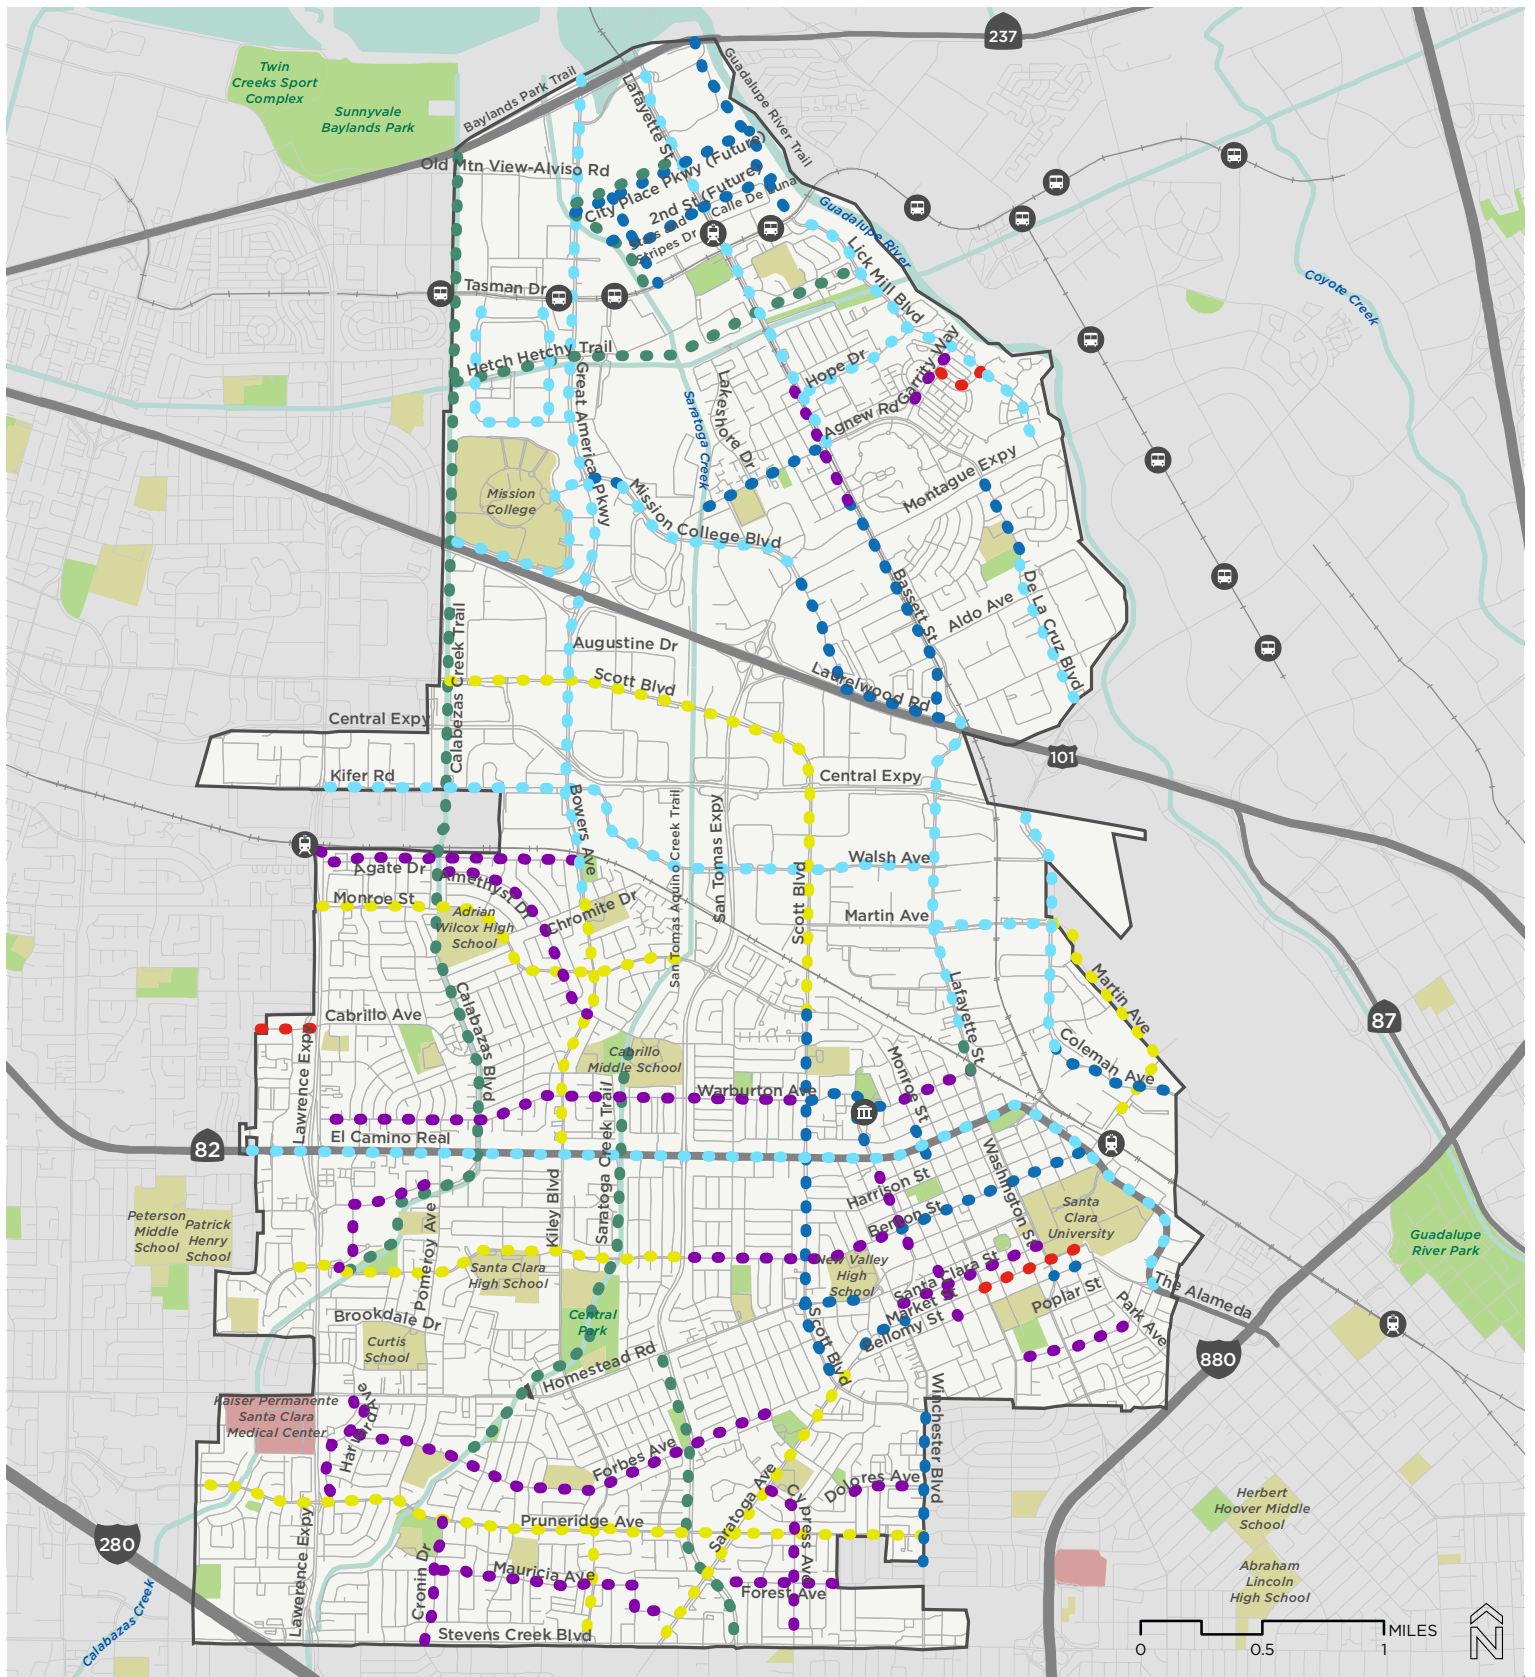 237
Twin
Creeks Sport
Complex
Sunnyvale
Baylands Park
Baylands Park Trail
Lafayette St
Guadalupe River Trail
Old Mtn View-Alviso Rd
City Place Pkwy (Future)
2nd St (Future)
Stars and
Stripes Dr
Calle De Luna
Guadalupe River
Lick Mill Blvd
Coyote Creek
Tasman Dr
Hetch Hetchy Trail
Great America Pkwy
Lakeshore Dr
Saratoga Creek
Hope Dr
Garrity Way
Agnew Rd
Montague Expy
Mission
College
Mission College Blvd
Bassett St
Aldo Ave
De La Cruz Blvd
Calabezas Creek Trail
Augustine Dr
Scott Blvd
Laurelwood Rd
Central Expy
101
Kifer Rd
Central Expy
Bowers Ave
San Tomas Aquino Creek Trail
San Tomas Expy
Scott Blvd
Walsh Ave
Agate Dr
Amethyst Dr
Monroe St
Chromite Dr
Adrian
Wilcox High
School
Martin Ave
Lafayette St
Martin Ave
87
Cabrillo Ave
Calabazas Blvd
Lawrence Expy
Cabrillo
Middle School
Monroe St
Coleman Ave
Warburton Ave
El Camino Real
82
Saratoga Creek Trail
Kiley Blvd
Washington St
Harrison St
Benton St
Santa
Clara
University
Peterson
Middle
School
Patrick
Henry
School
Pomeroy Ave
Santa Clara
High School
New Valley
High
School
Santa Clara St
Market St
Bellomy St
Poplar St
Park Ave
The Alameda
Guadalupe
River Park
Brookdale Dr
Central
Park
Curtis
School
Scott Blvd
Homestead Rd
880
Kaiser Permanente
Santa Clara
Medical Center
Harvard Ave
Winchester Blvd
Forbes Ave
Saratoga Ave
Cypress Ave
Dolores Ave
Herbert
Hoover Middle
School
Pruneridge Ave
Lawerence Expy
280
Cronin Dr
Mauricia Ave
Forest Ave
Abraham
Lincoln
High School
Calabazas Creek
Stevens Creek Blvd
0
0.5
1
MILES
N